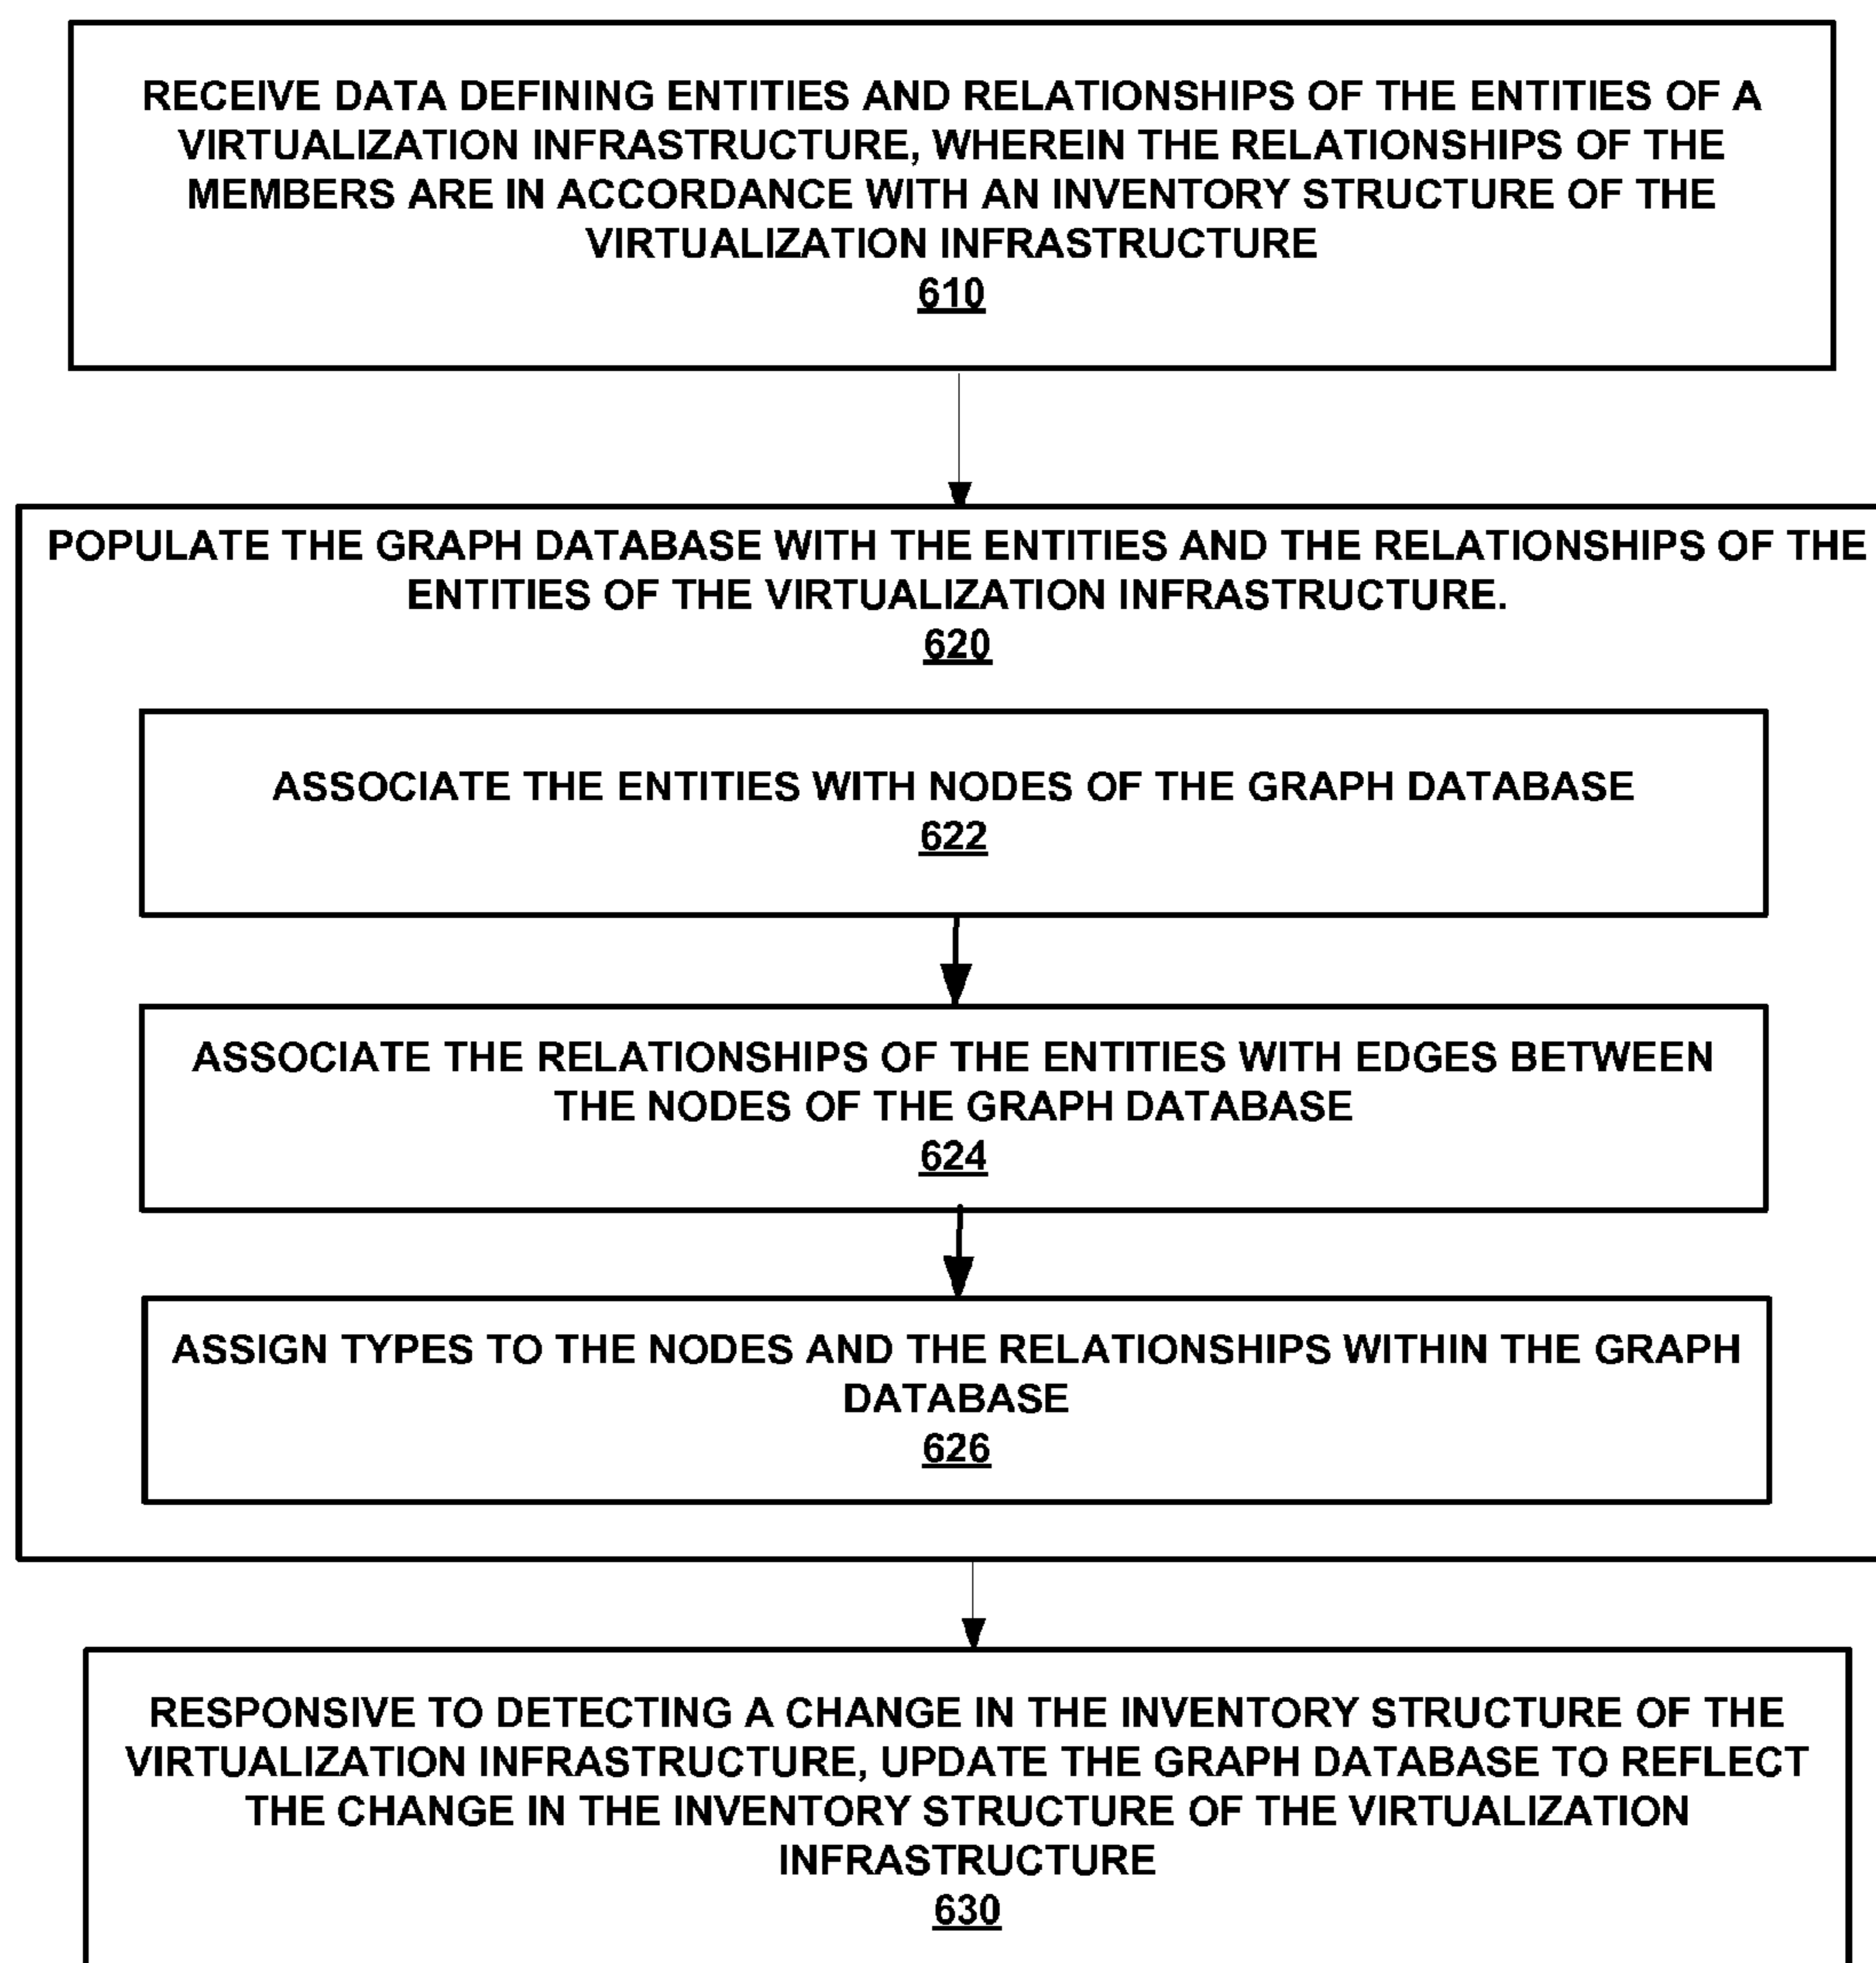 RECEIVE DATA DEFINING ENTITIES AND RELATIONSHIPS OF THE ENTITIES OF A
VIRTUALIZATION INFRASTRUCTURE, WHEREIN THE RELATIONSHIPS OF THE
MEMBERS ARE IN ACCORDANCE WITH AN INVENTORY STRUCTURE OF THE
VIRTUALIZATION INFRASTRUCTURE
610
POPULATE THE GRAPH DATABASE WITH THE ENTITIES AND THE RELATIONSHIPS OF THE
ENTITIES OF THE VIRTUALIZATION INFRASTRUCTURE.
620
ASSOCIATE THE ENTITIES WITH NODES OF THE GRAPH DATABASE
622
ASSOCIATE THE RELATIONSHIPS OF THE ENTITIES WITH EDGES BETWEEN
THE NODES OF THE GRAPH DATABASE
624
ASSIGN TYPES TO THE NODES AND THE RELATIONSHIPS WITHIN THE GRAPH
DATABASE
626
RESPONSIVE TO DETECTING A CHANGE IN THE INVENTORY STRUCTURE OF THE
VIRTUALIZATION INFRASTRUCTURE, UPDATE THE GRAPH DATABASE TO REFLECT
THE CHANGE IN THE INVENTORY STRUCTURE OF THE VIRTUALIZATION
INFRASTRUCTURE
630